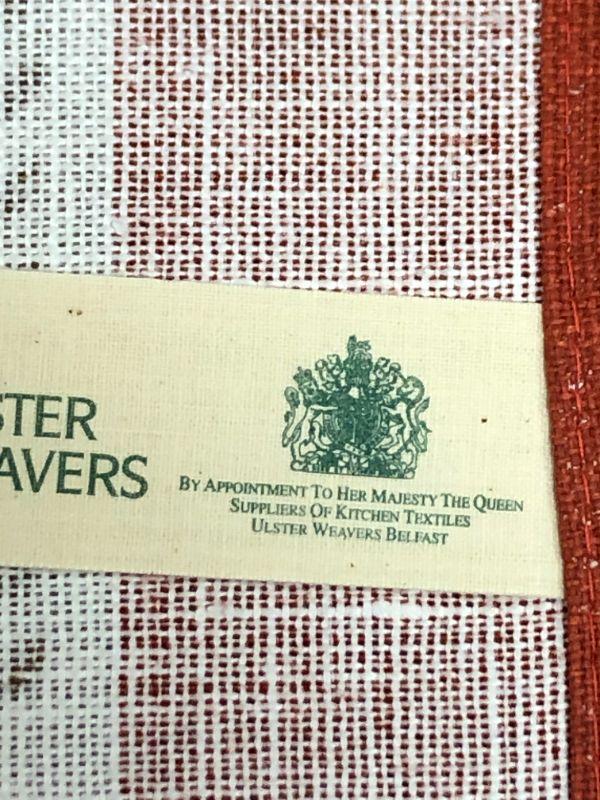 STER
AVERS
BY APPOINTMENT TO HER MAJESTY THE QUEEN
SUPPLIERS OF KITCHEN TEXTILES
ULSTER WEAVERS BELFAST